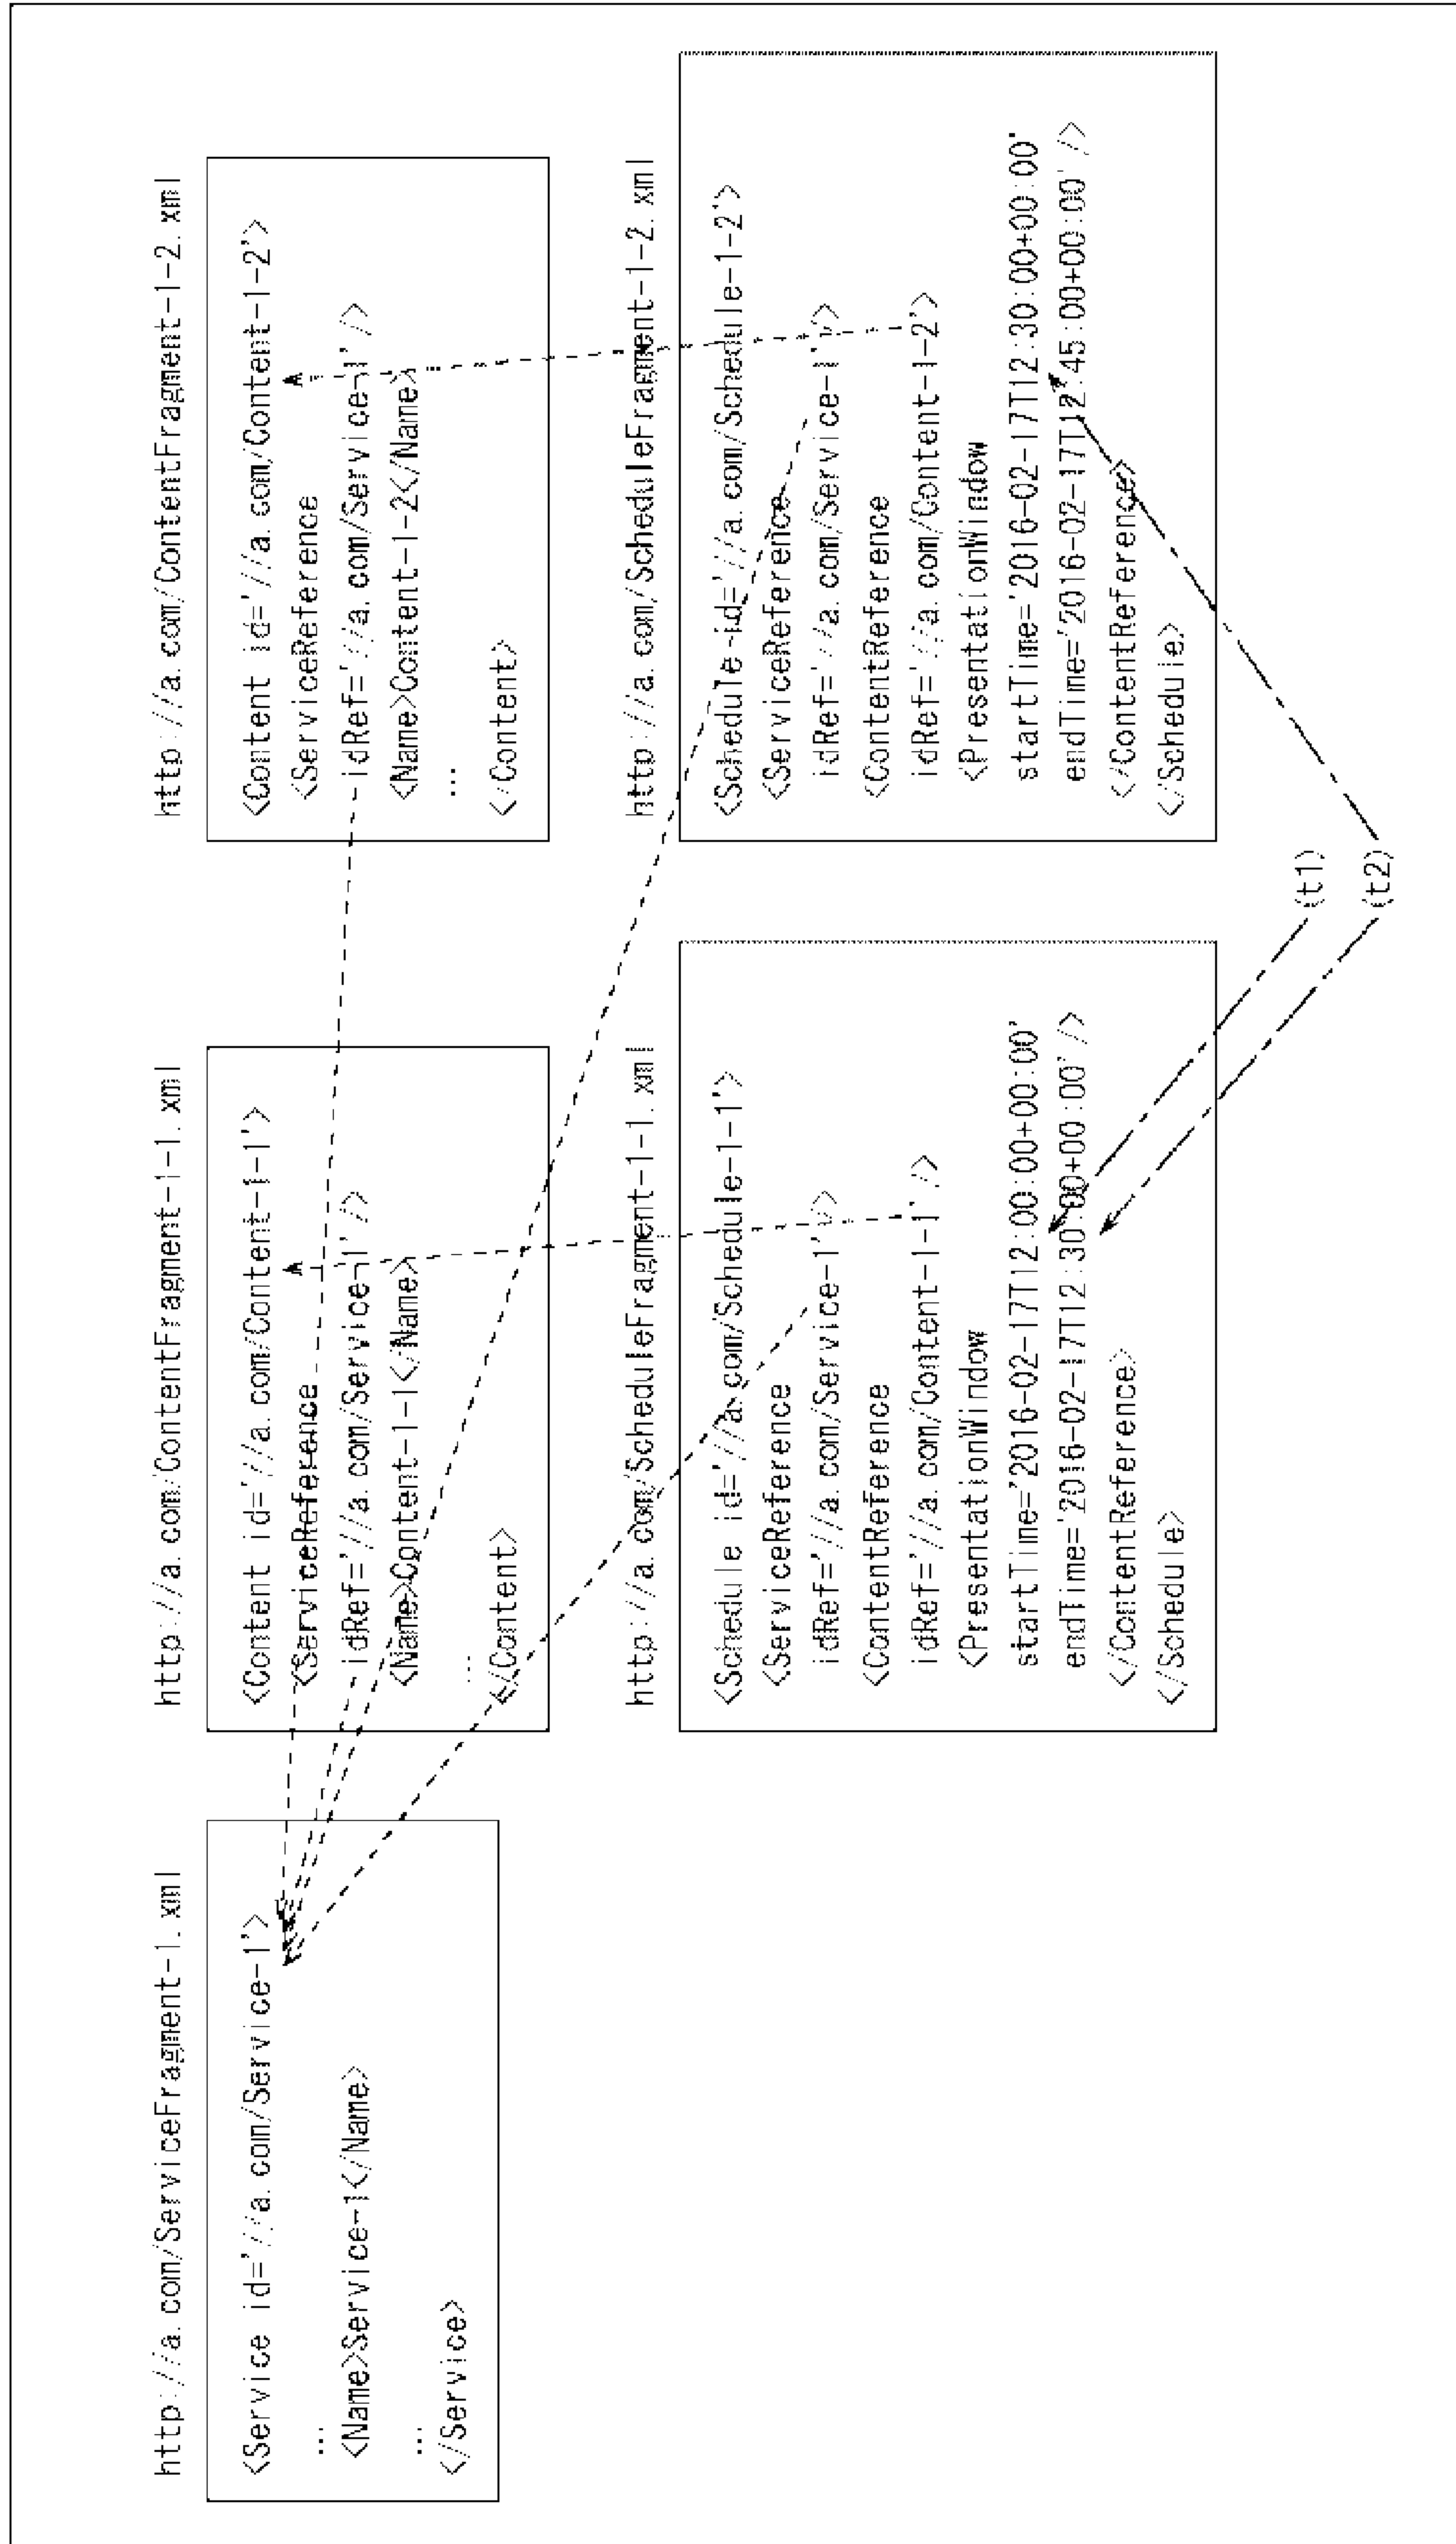 http://a.com/ServiceFragment-1.xml
<Service id='//a.com/Service-1'>
...
<Name>Service-1</Name>
...
</Service>
http://a.com/ContentFragment-1-1.xml
<Content id='//a.com/Content-1-1'>
<ServiceReference
idRef='//a.com/Service-1'/>
<Name>Content-1-1</Name>
...
</Content>
http://a.com/ContentFragment-1-2.xml
<Content id='//a.com/Content-1-2'>
<ServiceReference
idRef='//a.com/Service-1'/>
<Name>Content-1-2</Name>
...
</Content>
http://a.com/ScheduleFragment-1-1.xml
<Schedule id='//a.com/Schedule-1-1'>
<ServiceReference
idRef='//a.com/Service-1'/>
<ContentReference
idRef='//a.com/Content-1-1'/>
<PresentationWindow
startTime='2016-02-17T12:00:00+00:00'
endTime='2016-02-17T12:30:00+00:00'/>
</ContentReference>
</Schedule>
http://a.com/ScheduleFragment-1-2.xml
<Schedule id='//a.com/Schedule-1-2'>
<ServiceReference
idRef='//a.com/Service-1'/>
<ContentReference
idRef='//a.com/Content-1-2'>
<PresentationWindow
startTime='2016-02-17T12:30:00+00:00'
endTime='2016-02-17T12:45:00+00:00'/>
</ContentReference>
</Schedule>
(t1)
(t2)